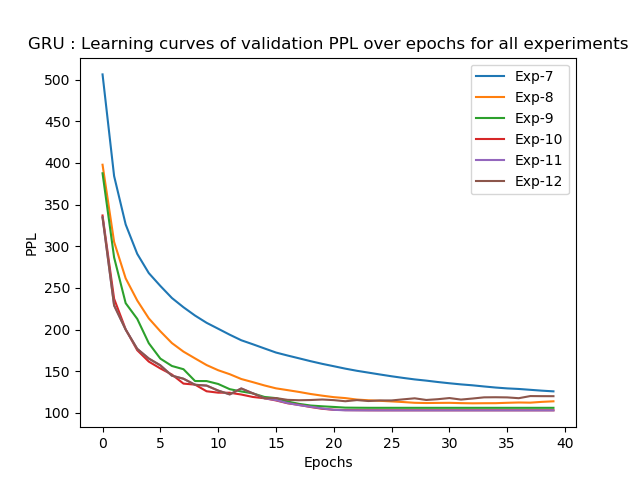 GRU : Learning curves of validation PPL over epochs for all experiments
500
450
400
350
300
250
200
150
100
PPL
Exp-7
Exp-8
Exp-9
Exp-10
Exp-11
Exp-12
0 5 10 15 20 25 30 35 40
Epochs